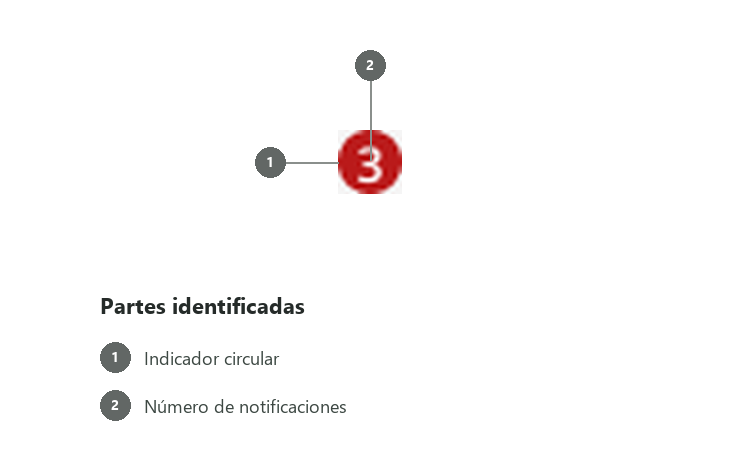 2
1
3
Partes identificadas
1 Indicador circular
2 Número de notificaciones